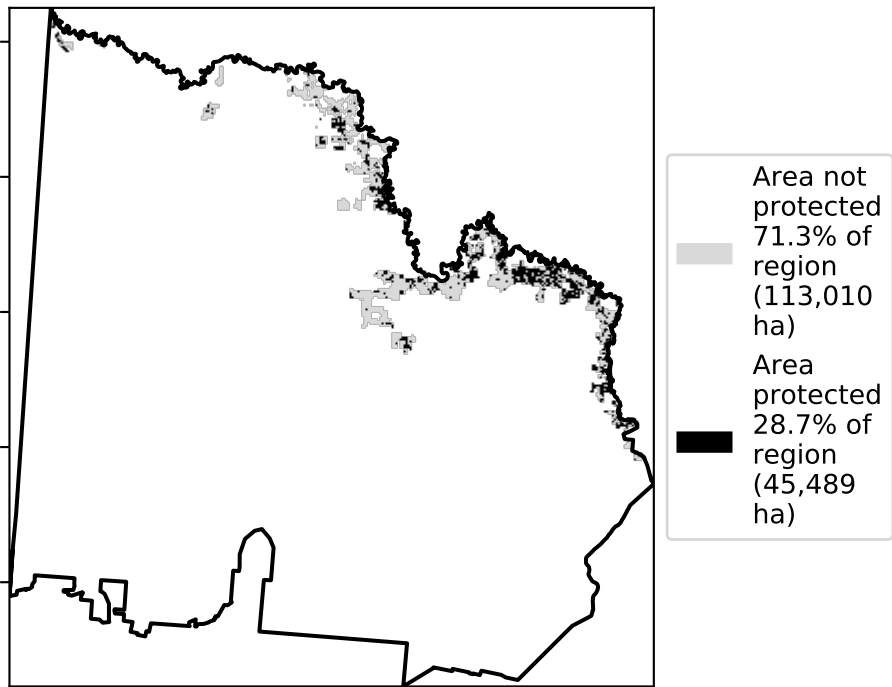 Area not
protected
71.3% of
region
(113,010
ha)
Area
protected
28.7% of
region
(45,489
ha)